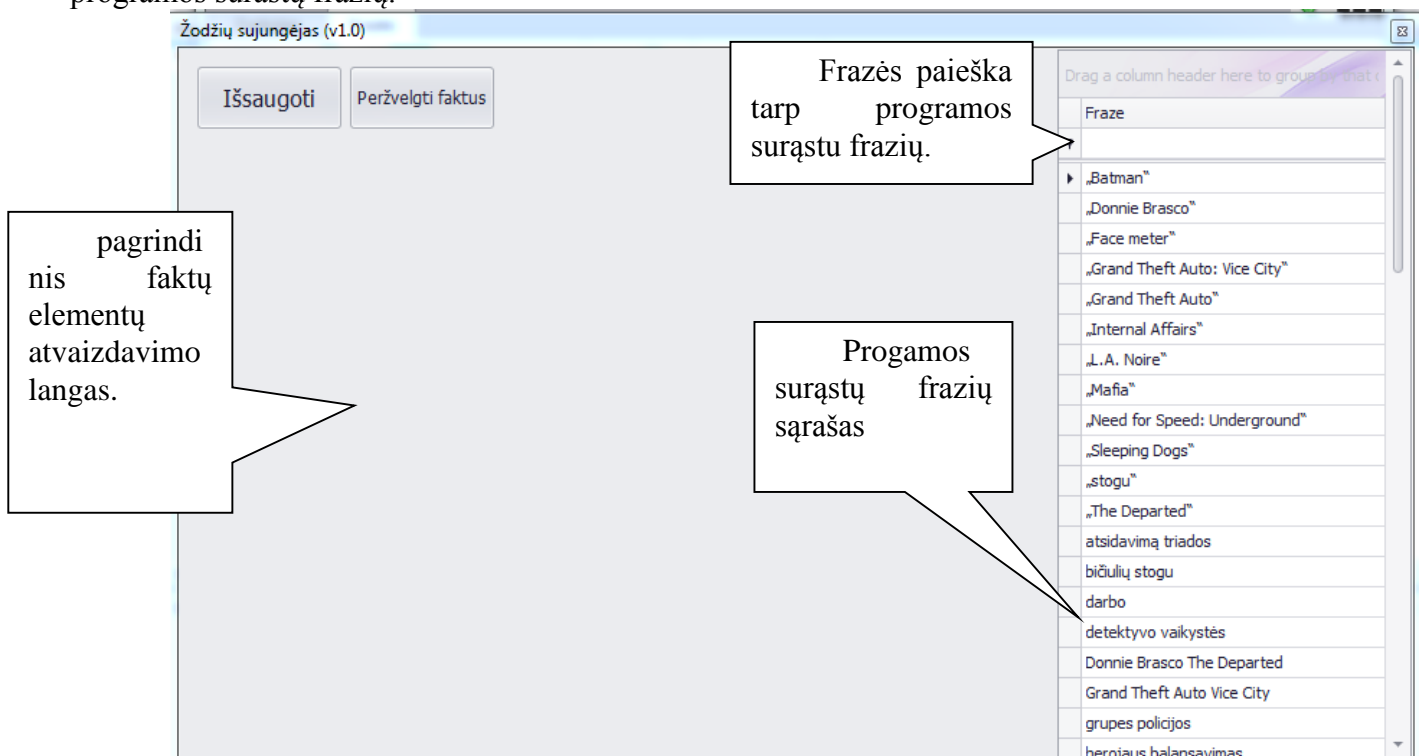 programos surąstų frazių.
Žodžių sujungėjas (v1.0)
Išsaugoti
Peržvelgti faktus
Frazės paieška
tarp programos
surąstu frazių.
pagrindi
nis faktų
elementų
atvaizdavimo
langas.
Progamos
surąstų frazių
sąrašas
Drag a column header here to group by that c
Fraze
„Batman“
„Donnie Brasco“
„Face meter“
„Grand Theft Auto: Vice City“
„Grand Theft Auto“
„Internal Affairs“
„L.A. Noire“
„Mafia“
„Need for Speed: Underground“
„Sleeping Dogs“
„stogu“
„The Departed“
atsidavimą triados
bičiulių stogu
darbo
detektyvo vaikystės
Donnie Brasco The Departed
Grand Theft Auto Vice City
grupes policijos
herojaus balansavimas